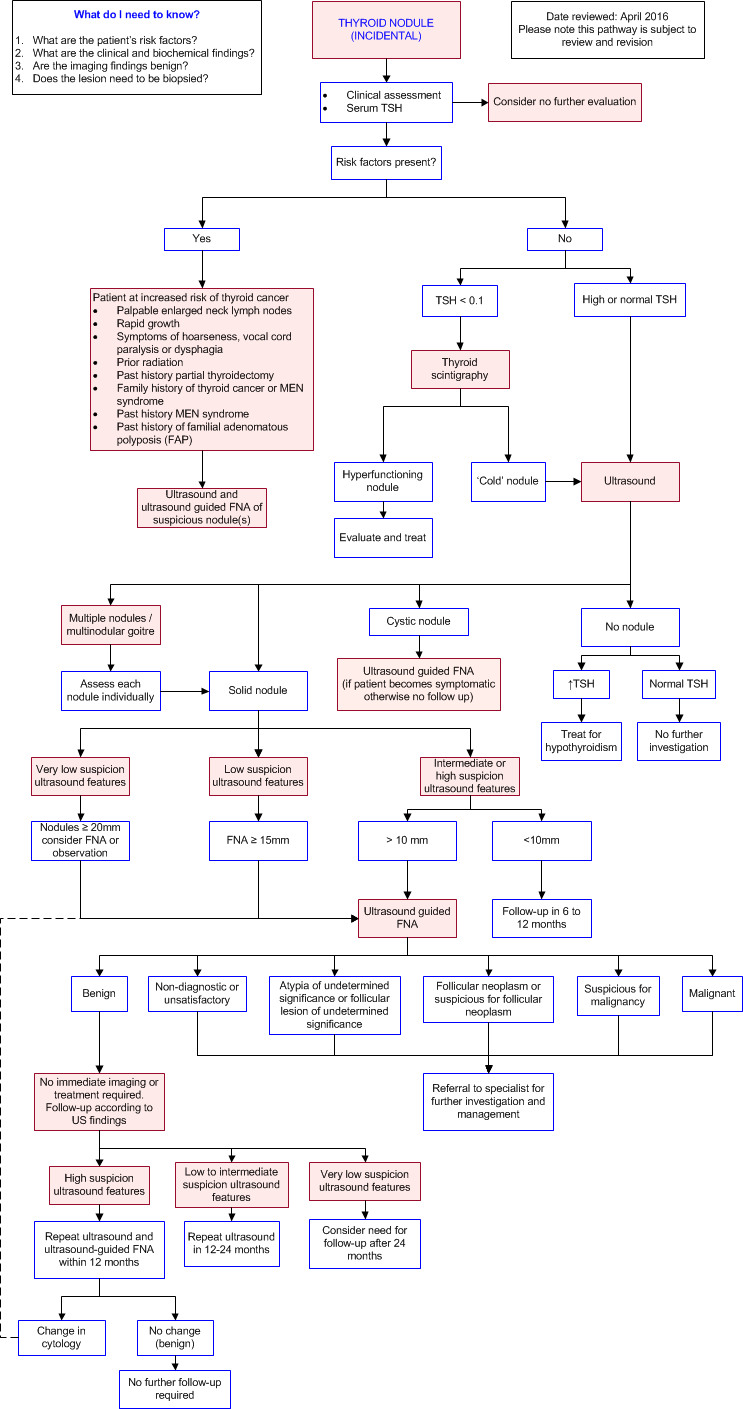 What do I need to know?
1. What are the patient's risk factors?
2. What are the clinical and biochemical findings?
3. Are the imaging findings benign?
4. Does the lesion need to be biopsied?
THYROID NODULE
(INCIDENTAL)
Date reviewed: April 2016
Please note this pathway is subject to
review and revision
• Clinical assessment
• Serum TSH
Consider no further evaluation
Risk factors present?
Yes
No
Patient at increased risk of thyroid cancer
• Palpable enlarged neck lymph nodes
• Rapid growth
• Symptoms of hoarseness, vocal cord
paralysis or dysphagia
• Prior radiation
• Past history partial thyroidectomy
• Family history of thyroid cancer or MEN
syndrome
• Past history MEN syndrome
• Past history of familial adenomatous
polyposis (FAP)
Ultrasound and
ultrasound guided FNA of
suspicious nodule(s)
TSH < 0.1
High or normal TSH
Thyroid
scintigraphy
Hyperfunctioning
nodule
'Cold' nodule
Ultrasound
Evaluate and treat
Multiple nodules /
multinodular goitre
Cystic nodule
No nodule
Assess each
nodule individually
Solid nodule
Ultrasound guided FNA
(if patient becomes symptomatic
otherwise no follow up)
↑TSH
Normal TSH
Treat for
hypothyroidism
No further
investigation
Very low suspicion
ultrasound features
Low suspicion
ultrasound features
Intermediate or
high suspicion
ultrasound features
Nodules ≥ 20mm
consider FNA or
observation
FNA ≥ 15mm
> 10 mm
<10mm
Ultrasound guided
FNA
Follow-up in 6 to
12 months
Benign
Non-diagnostic or
unsatisfactory
Atypia of undetermined
significance or follicular
lesion of undetermined
significance
Follicular neoplasm or
suspicious for follicular
neoplasm
Suspicious for
malignancy
Malignant
No immediate imaging or
treatment required.
Follow-up according to
US findings
Referral to specialist for
further investigation and
management
High suspicion
ultrasound features
Low to intermediate
suspicion ultrasound
features
Very low suspicion
ultrasound features
Repeat ultrasound and
ultrasound-guided FNA
within 12 months
Repeat ultrasound
in 12-24 months
Consider need for
follow-up after 24
months
Change in
cytology
No change
(benign)
No further follow-up
required